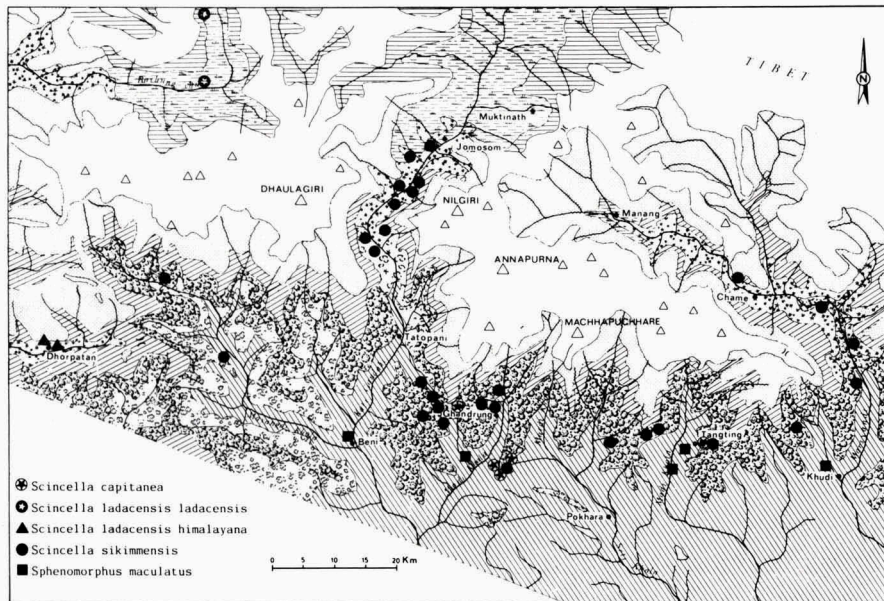 TIBET
N
Muktinath
Jomosom
DHAULAGIRI
NILGIRI
Manang
ANNAPURNA
Chame
MACHHAPUCHHARE
Tatopani
Dhorpatan
Ghandrung
Beni
Tangting
Khudi
Pokhara
Scincella capitanea
Scincella ladacensis ladacensis
Scincella ladacensis himalayana
Scincella sikimmensis
Sphenomorphus maculatus
0 5 10 15 20 Km